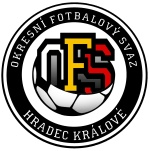 OKRESNÍ FOTBALOVÝ SVAZ
OFS
HRADEC KRÁLOVÉ